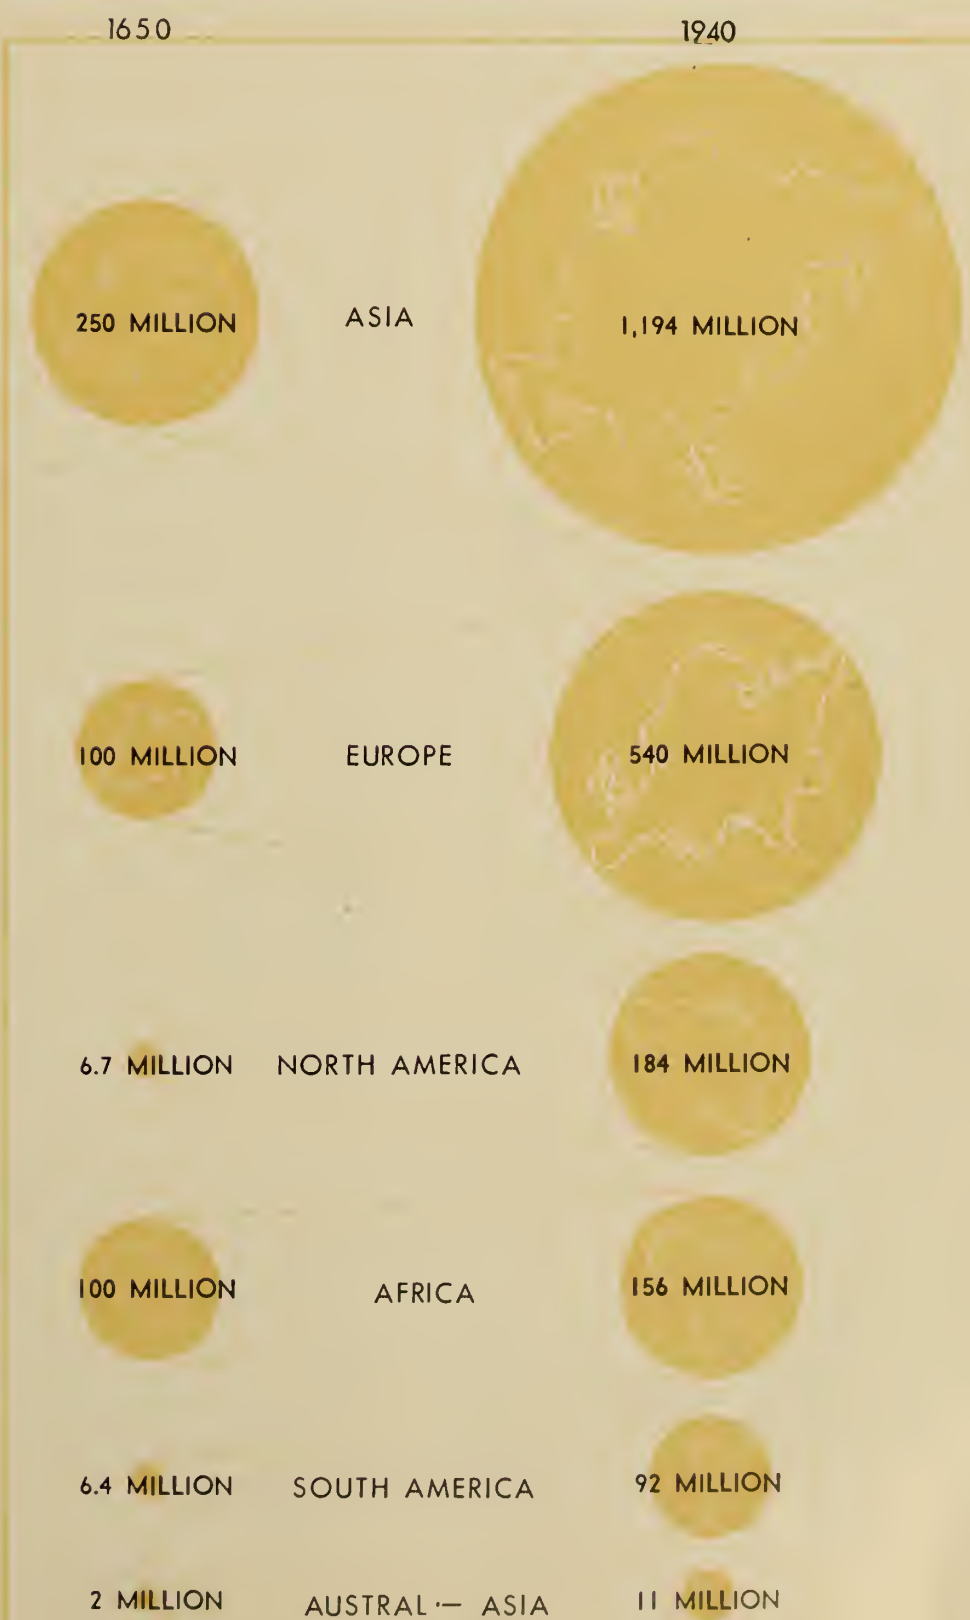 1650 1940
250 MILLION ASIA 1,194 MILLION
100 MILLION EUROPE 540 MILLION
6.7 MILLION NORTH AMERICA 184 MILLION
100 MILLION AFRICA 156 MILLION
6.4 MILLION SOUTH AMERICA 92 MILLION
2 MILLION AUSTRAL·— ASIA 11 MILLION